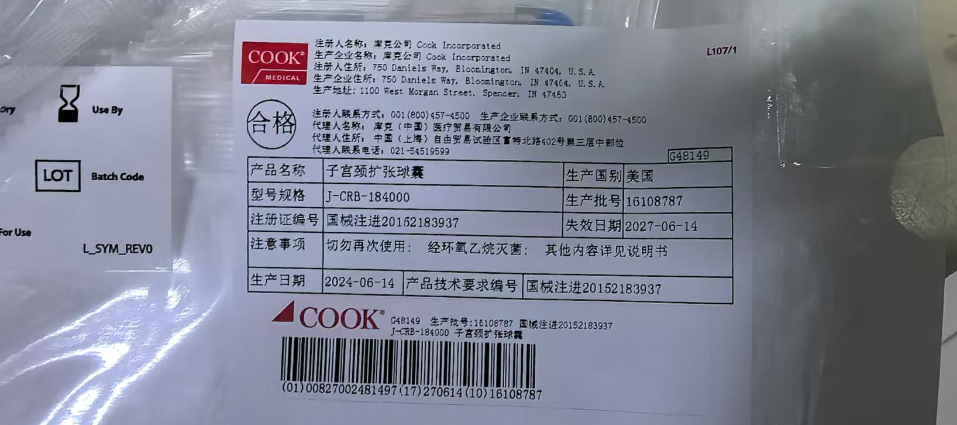 ory
Use By
LOT
Batch Code
For Use
L_SYM_REV0
COOK®
MEDICAL
注册人名称: 库克公司 Cook Incorporated
生产企业名称: 库克公司 Cook Incorporated
注册人住所: 750 Daniels Way, Bloomington, IN 47404, U.S.A.
生产企业住所: 750 Daniels Way, Bloomington, IN 47404, U.S.A.
生产地址: 1100 West Morgan Street, Spencer, IN 47460
L107/1
合格
注册人联系方式: 001(800)457-4500 生产企业联系方式: 001(800)457-4500
代理人名称: 库克（中国）医疗贸易有限公司
代理人住所: 中国（上海）自由贸易试验区富特北路402号第三层中部位
代理人联系电话: 021-54519599
G48149
产品名称 子宫颈扩张球囊 生产国别 美国
型号规格 J-CRB-184000 生产批号 16108787
注册证编号 国械注进20152183937 失效日期 2027-06-14
注意事项 切勿再次使用; 经环氧乙烷灭菌; 其他内容详见说明书
生产日期 2024-06-14 产品技术要求编号 国械注进20152183937
COOK®
G48149 生产批号:16108787 国械注进20152183937
J-CRB-184000 子宫颈扩张球囊
(01)00827002481497(17)270614(10)16108787